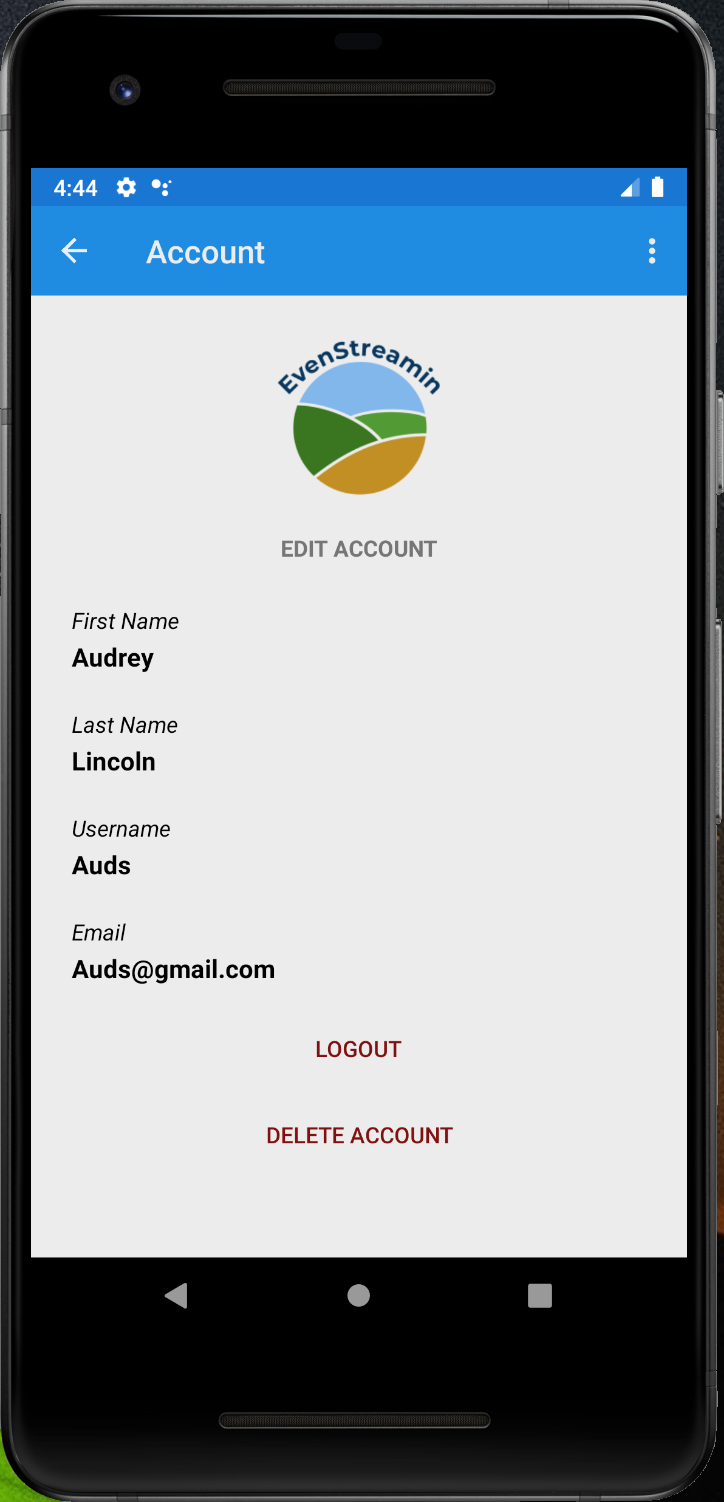 4:44
Account
EvenStreamin
EDIT ACCOUNT
First Name
Audrey
Last Name
Lincoln
Username
Auds
Email
Auds@gmail.com
LOGOUT
DELETE ACCOUNT